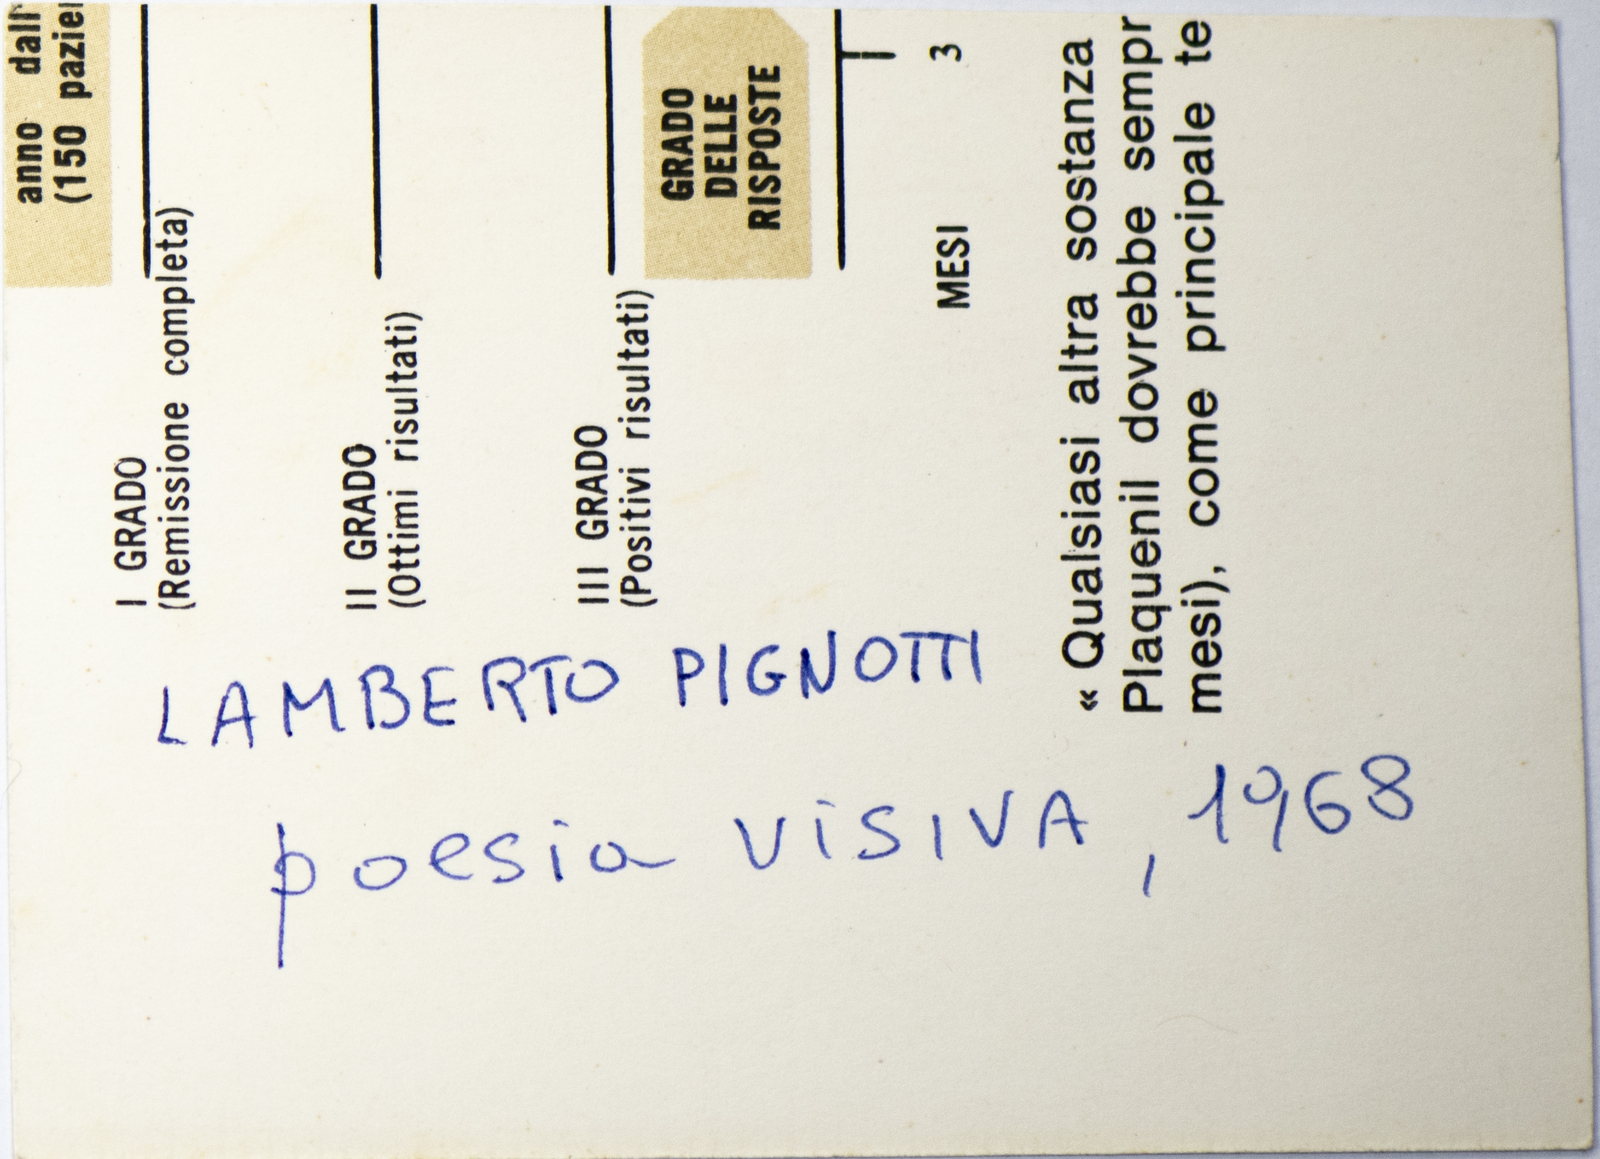 anno dall'
(150 pazie
I GRADO
(Remissione completa)
II GRADO
(Ottimi risultati)
III GRADO
(Positivi risultati)
GRADO
DELLE
RISPOSTE
3
MESI
« Qualsiasi altra sostanza
Plaquenil dovrebbe sempr
mesi), come principale te
LAMBERTO PIGNOTTI
poesia VISIVA, 1968